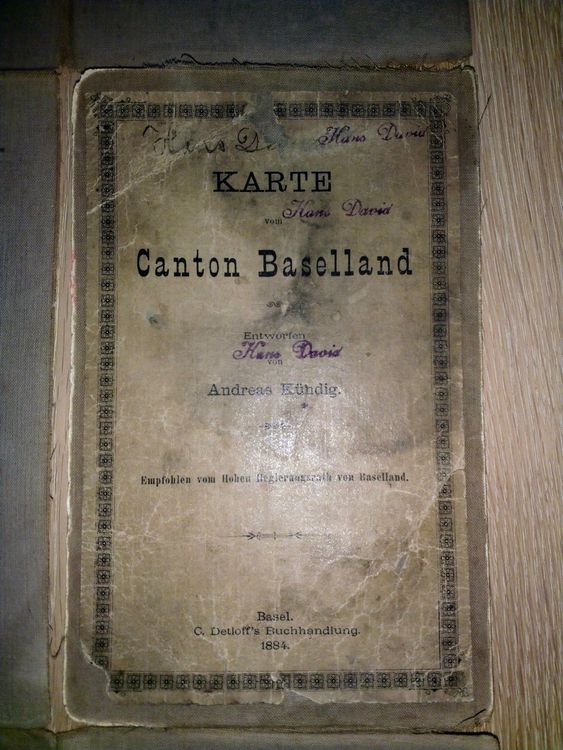 Hans Hans David
KARTE
vom Hans David
Canton Baselland
Entworfen
Hans David
von
Andreas Kündig.
Empfohlen vom Hohen Regierungsrath von Baselland.
Basel.
C. Detloff's Buchhandlung.
1884.